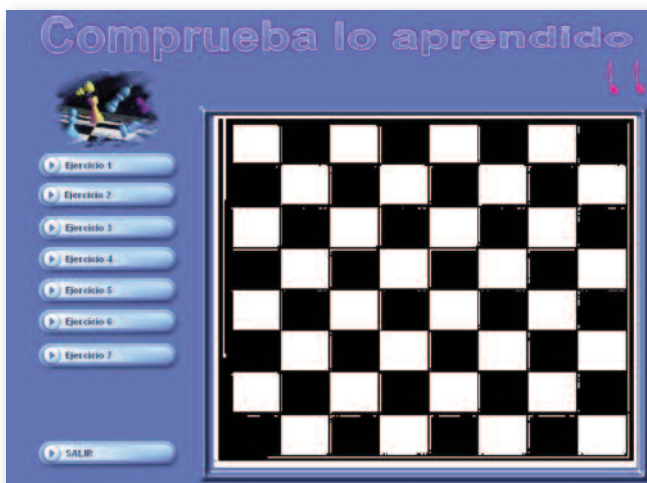 Comprueba lo aprendido
Ejercicio 1
Ejercicio 2
Ejercicio 3
Ejercicio 4
Ejercicio 5
Ejercicio 6
Ejercicio 7
SALIR